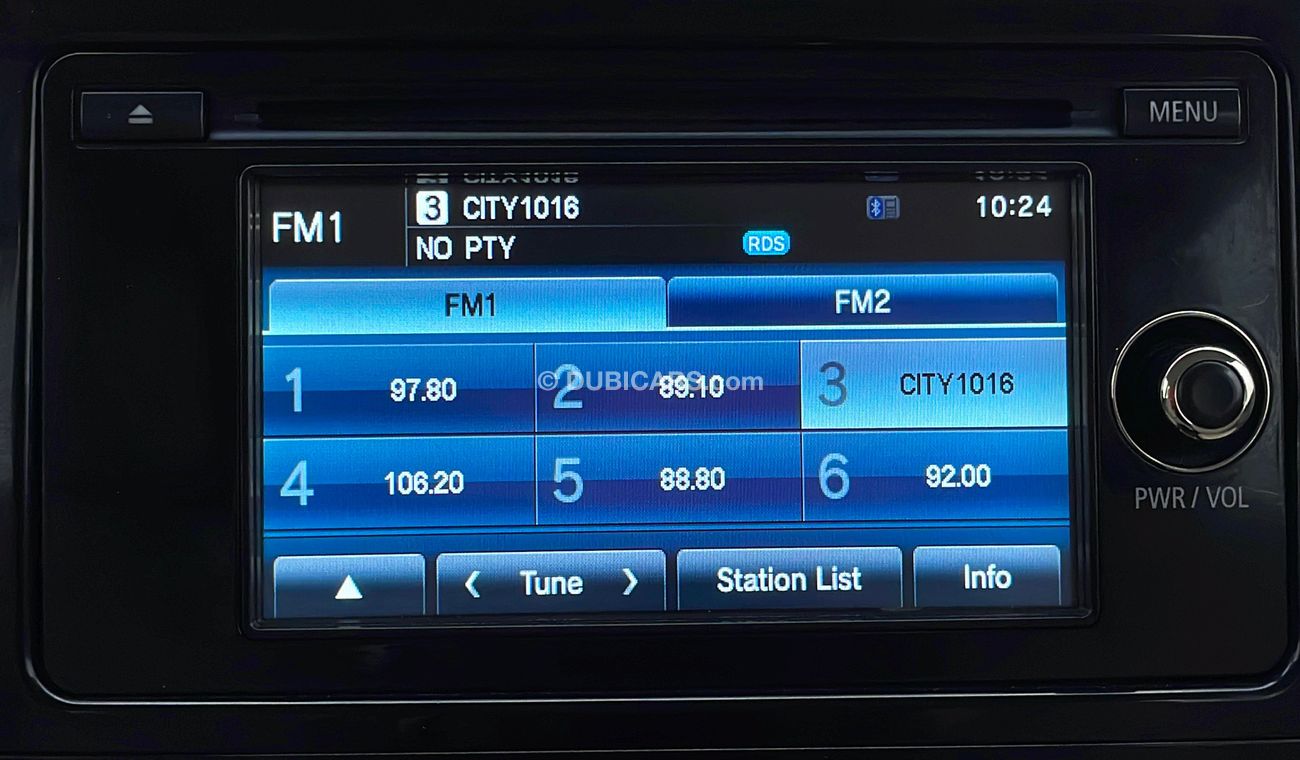 MENU
FM1
3 CITY1016
10:24
NO PTY
RDS
FM1
FM2
1 97.80
2 89.10
3 CITY1016
© DUBICARS.com
4 106.20
5 88.80
6 92.00
PWR / VOL
Tune
Station List
Info